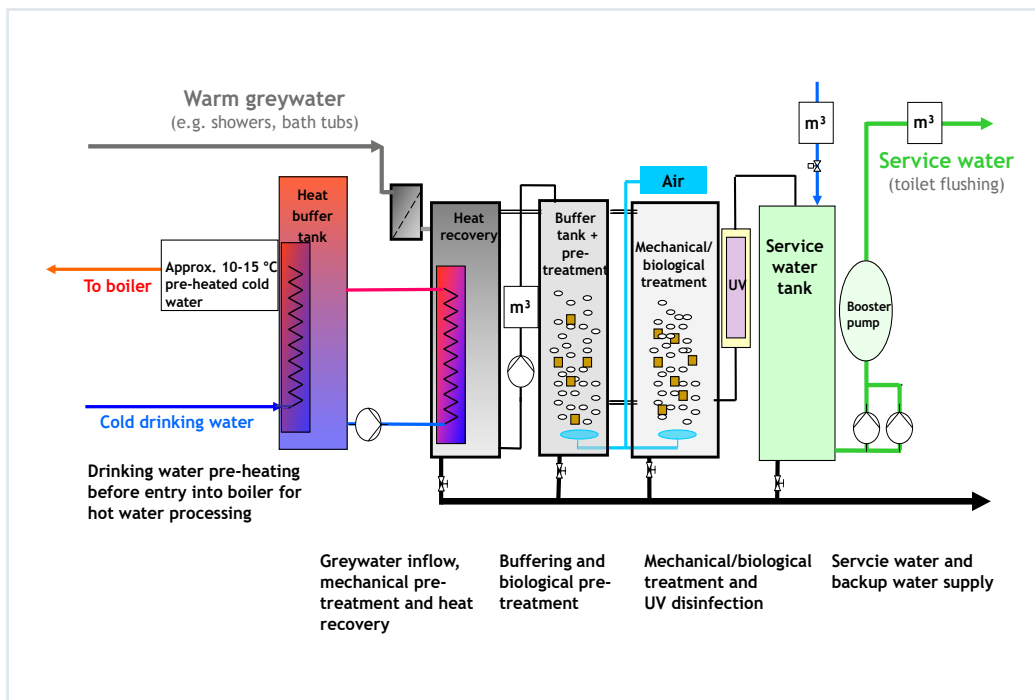 Warm greywater
(e.g. showers, bath tubs)
m³
m³
Service water
(toilet flushing)
Air
Heat
buffer
tank
Heat
recovery
Buffer
tank +
pre-
treatment
Mechanical/
biological
treatment
UV
Service
water
tank
Approx. 10-15 °C
pre-heated cold
water
To boiler
m³
Booster
pump
Cold drinking water
Drinking water pre-heating
before entry into boiler for
hot water processing
Greywater inflow,
mechanical pre-
treatment and heat
recovery
Buffering and
biological pre-
treatment
Mechanical/biological
treatment and
UV disinfection
Servcie water and
backup water supply